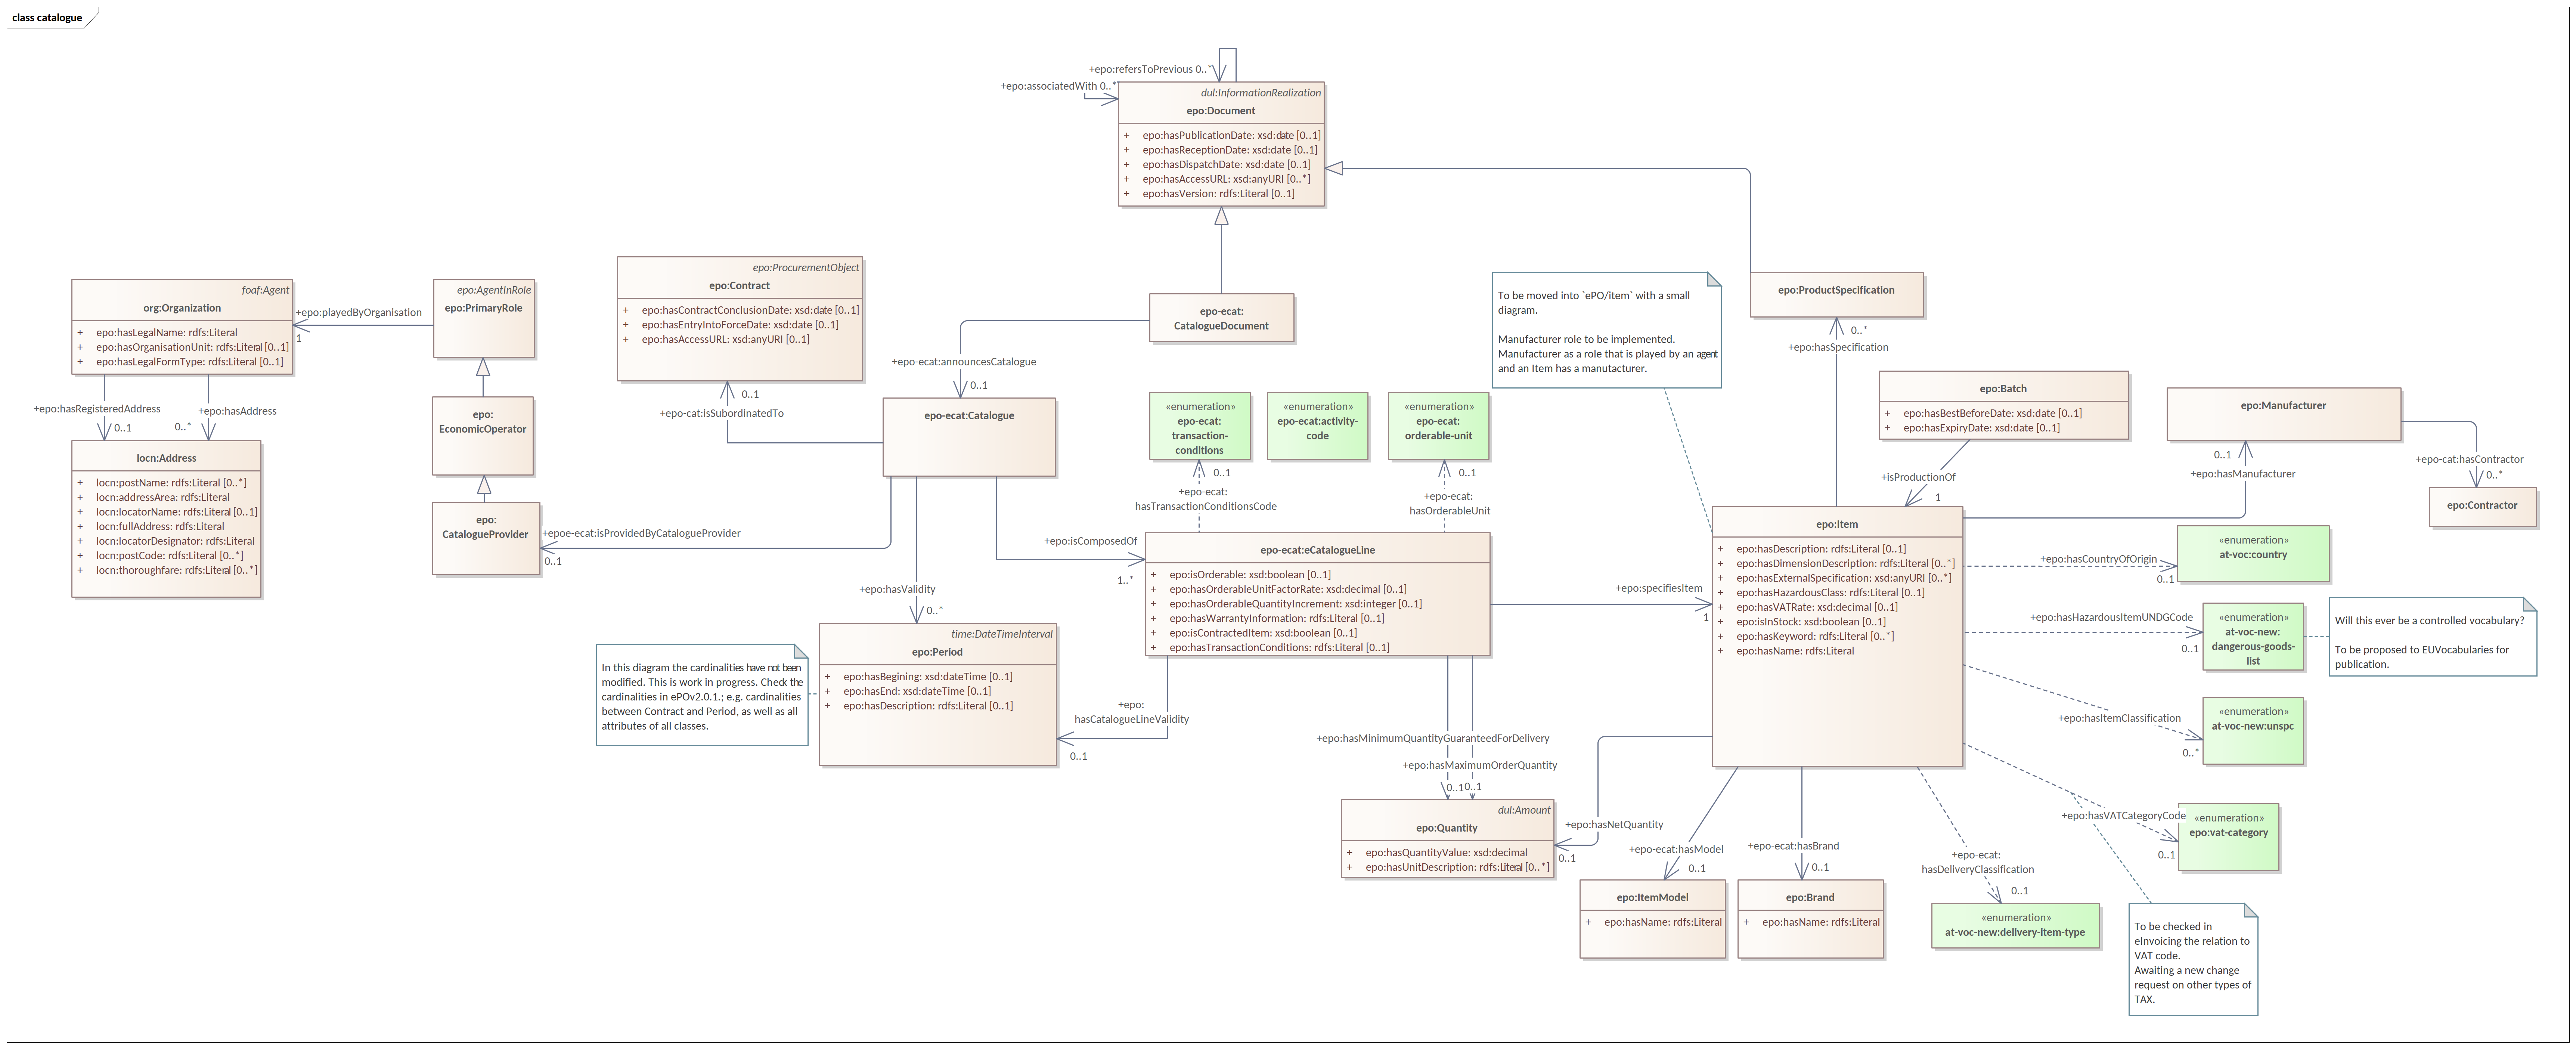 class catalogue
+epo:refersToPrevious 0..*
+epo:associatedWith 0..*
dul:InformationRealization
epo:Document
+ epo:hasPublicationDate: xsd:date [0..1]
+ epo:hasReceptionDate: xsd:date [0..1]
+ epo:hasDispatchDate: xsd:date [0..1]
+ epo:hasAccessURL: xsd:anyURI [0..*]
+ epo:hasVersion: rdfs:Literal [0..1]
foaf:Agent
org:Organization
+ epo:hasLegalName: rdfs:Literal
+ epo:hasOrganisationUnit: rdfs:Literal [0..1]
+ epo:hasLegalFormType: rdfs:Literal [0..1]
+epo:playedByOrganisation
1
epo:AgentInRole
epo:PrimaryRole
+epo:hasRegisteredAddress
0..1
+epo:hasAddress
0..*
locn:Address
+ locn:postName: rdfs:Literal [0..*]
+ locn:addressArea: rdfs:Literal
+ locn:locatorName: rdfs:Literal [0..1]
+ locn:fullAddress: rdfs:Literal
+ locn:locatorDesignator: rdfs:Literal
+ locn:postCode: rdfs:Literal [0..*]
+ locn:thoroughfare: rdfs:Literal [0..*]
epo:
EconomicOperator
epo:
CatalogueProvider
+epoe-ecat:isProvidedByCatalogueProvider
0..1
epo:ProcurementObject
epo:Contract
+ epo:hasContractConclusionDate: xsd:date [0..1]
+ epo:hasEntryIntoForceDate: xsd:date [0..1]
+ epo:hasAccessURL: xsd:anyURI [0..1]
0..1
+epo-cat:isSubordinatedTo
epo-ecat:
CatalogueDocument
+epo-ecat:announcesCatalogue
0..1
epo-ecat:Catalogue
+epo:isComposedOf
1..*
+epo:hasValidity
0..*
time:DateTimeInterval
epo:Period
+ epo:hasBegining: xsd:dateTime [0..1]
+ epo:hasEnd: xsd:dateTime [0..1]
+ epo:hasDescription: rdfs:Literal [0..1]
In this diagram the cardinalities have not been
modified. This is work in progress. Check the
cardinalities in ePOv2.0.1.; e.g. cardinalities
between Contract and Period, as well as all
attributes of all classes.
+epo:
hasCatalogueLineValidity
0..1
«enumeration»
epo-ecat:
transaction-
conditions
«enumeration»
epo-ecat:activity-
code
«enumeration»
epo-ecat:
orderable-unit
0..1
+epo-ecat:
hasTransactionConditionsCode
0..1
+epo-ecat:
hasOrderableUnit
epo-ecat:eCatalogueLine
+ epo:isOrderable: xsd:boolean [0..1]
+ epo:hasOrderableUnitFactorRate: xsd:decimal [0..1]
+ epo:hasOrderableQuantityIncrement: xsd:integer [0..1]
+ epo:hasWarrantyInformation: rdfs:Literal [0..1]
+ epo:isContractedItem: xsd:boolean [0..1]
+ epo:hasTransactionConditions: rdfs:Literal [0..1]
+epo:specifiesItem
1
+epo:hasMinimumQuantityGuaranteedForDelivery
+epo:hasMaximumOrderQuantity
0..1
0..1
dul:Amount
epo:Quantity
+ epo:hasQuantityValue: xsd:decimal
+ epo:hasUnitDescription: rdfs:Literal [0..*]
+epo:hasNetQuantity
0..1
To be moved into `ePO/item` with a small
diagram.
Manufacturer role to be implemented.
Manufacturer as a role that is played by an agent
and an Item has a manutacturer.
epo:ProductSpecification
0..*
+epo:hasSpecification
epo:Batch
+ epo:hasBestBeforeDate: xsd:date [0..1]
+ epo:hasExpiryDate: xsd:date [0..1]
+isProductionOf
1
epo:Manufacturer
0..1
+epo:hasManufacturer
+epo-cat:hasContractor
0..*
epo:Contractor
epo:Item
+ epo:hasDescription: rdfs:Literal [0..1]
+ epo:hasDimensionDescription: rdfs:Literal [0..*]
+ epo:hasExternalSpecification: xsd:anyURI [0..*]
+ epo:hasHazardousClass: rdfs:Literal [0..1]
+ epo:hasVATRate: xsd:decimal [0..1]
+ epo:isInStock: xsd:boolean [0..1]
+ epo:hasKeyword: rdfs:Literal [0..*]
+ epo:hasName: rdfs:Literal
+epo:hasCountryOfOrigin
0..1
«enumeration»
at-voc:country
+epo:hasHazardousItemUNDGCode
0..1
«enumeration»
at-voc-new:
dangerous-goods-
list
Will this ever be a controlled vocabulary?
To be proposed to EUVocabularies for
publication.
+epo:hasItemClassification
0..*
«enumeration»
at-voc-new:unspc
+epo:hasVATCategoryCode
0..1
«enumeration»
epo:vat-category
+epo-ecat:hasModel
0..1
epo:ItemModel
+ epo:hasName: rdfs:Literal
+epo-ecat:hasBrand
0..1
epo:Brand
+ epo:hasName: rdfs:Literal
+epo-ecat:
hasDeliveryClassification
0..1
«enumeration»
at-voc-new:delivery-item-type
To be checked in
eInvoicing the relation to
VAT code.
Awaiting a new change
request on other types of
TAX.